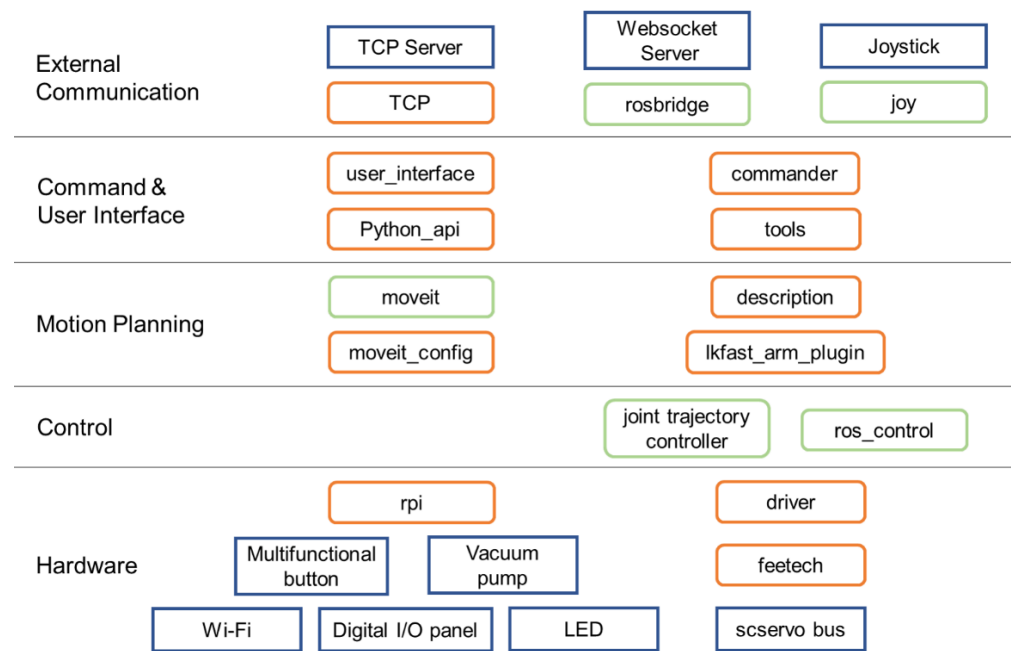 External
Communication
TCP Server
Websocket
Server
Joystick
TCP
rosbridge
joy
Command &
User Interface
user_interface
commander
Python_api
tools
Motion Planning
moveit
description
moveit_config
Ikfast_arm_plugin
Control
joint trajectory
controller
ros_control
Hardware
rpi
driver
Multifunctional
button
Vacuum
pump
feetech
Wi-Fi
Digital I/O panel
LED
scservo bus